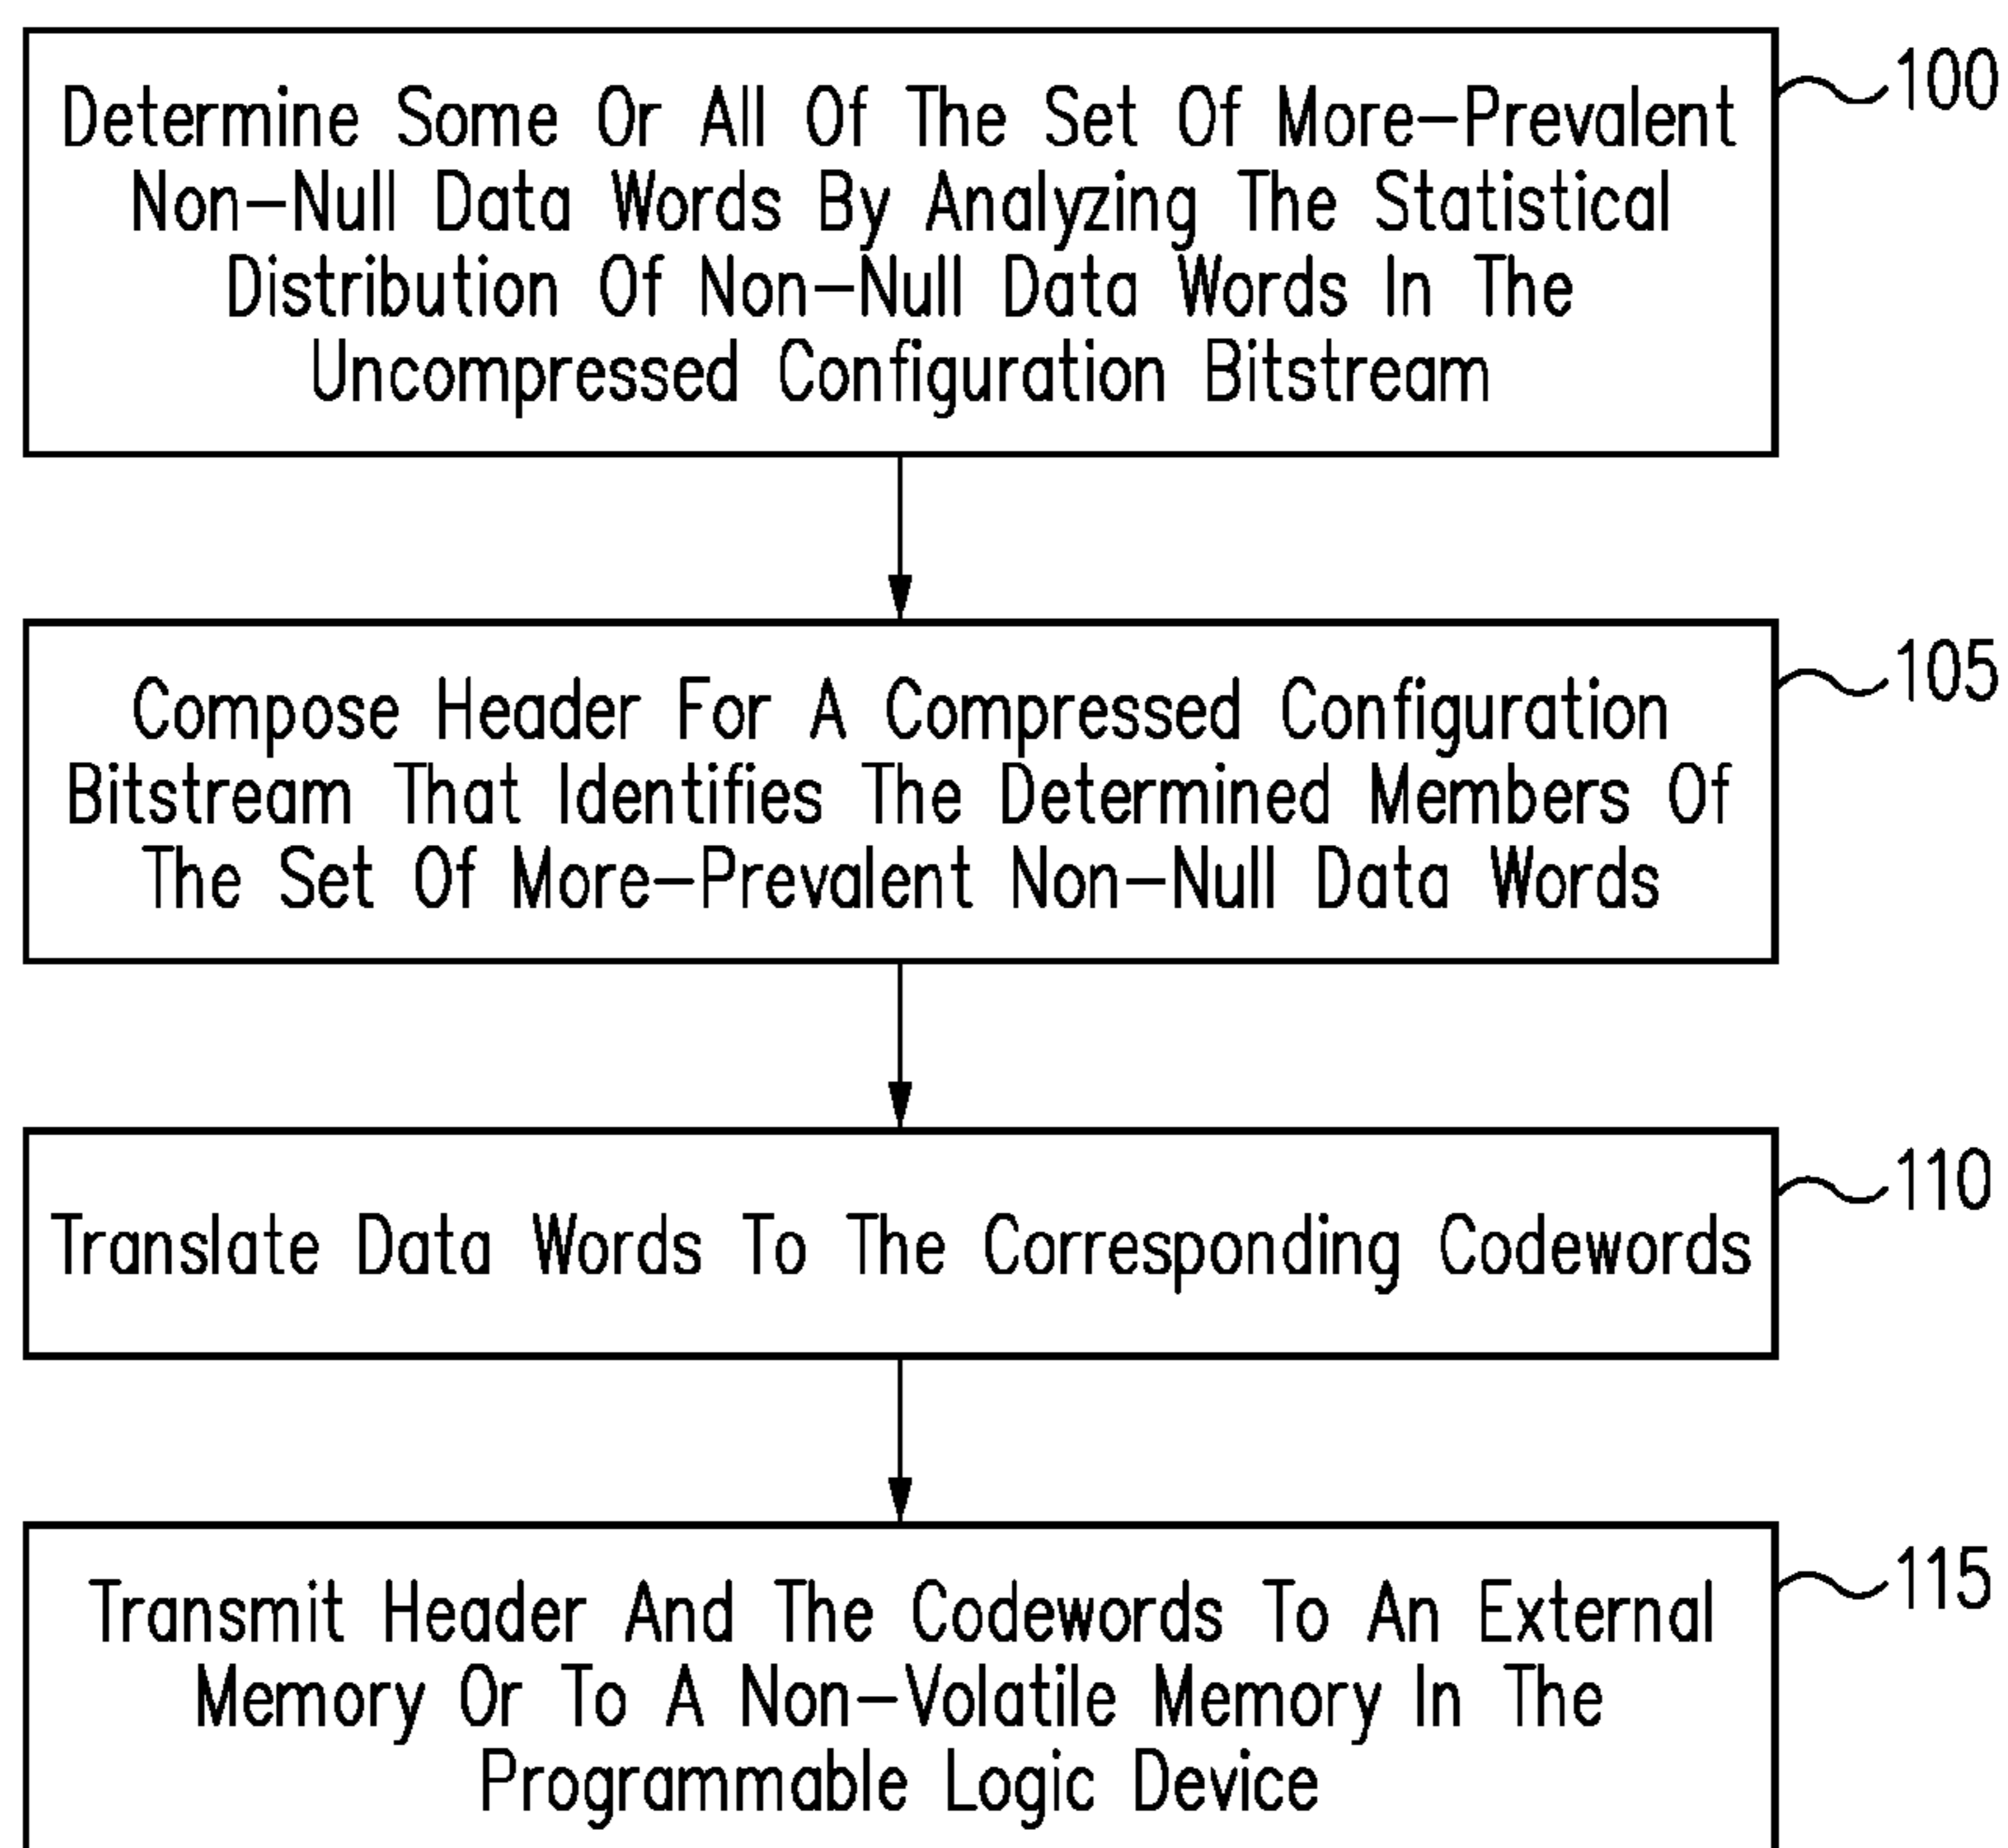 Determine Some Or All Of The Set Of More-Prevalent
Non-Null Data Words By Analyzing The Statistical
Distribution Of Non-Null Data Words In The
Uncompressed Configuration Bitstream
100
Compose Header For A Compressed Configuration
Bitstream That Identifies The Determined Members Of
The Set Of More-Prevalent Non-Null Data Words
105
Translate Data Words To The Corresponding Codewords
110
Transmit Header And The Codewords To An External
Memory Or To A Non-Volatile Memory In The
Programmable Logic Device
115